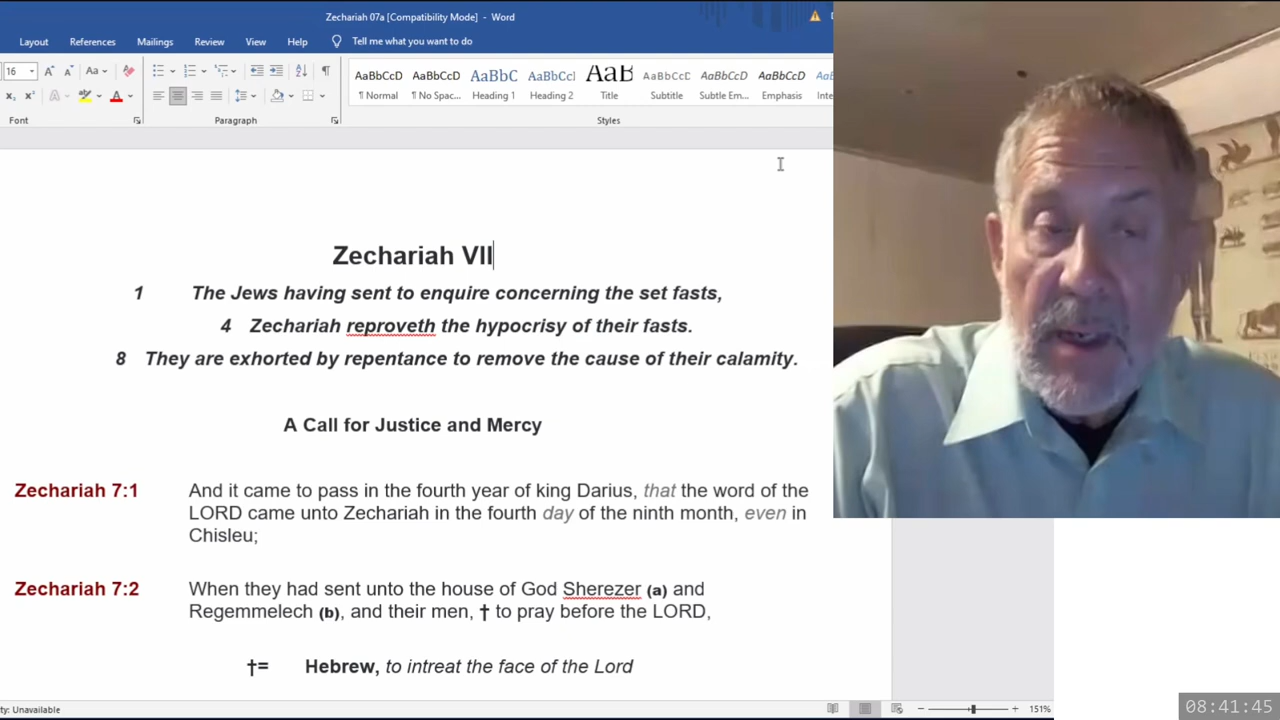 Zechariah 07a [Compatibility Mode] - Word
Layout References Mailings Review View Help Tell me what you want to do
16 Aa
AaBbCcD AaBbCcD AaBbC AaBbCcl AaB AaBbCcD AaBbCcD AaBbCcD
¶ Normal ¶ No Spac... Heading 1 Heading 2 Title Subtitle Subtle Em... Emphasis
Font Paragraph Styles
Zechariah VII
1 The Jews having sent to enquire concerning the set fasts,
4 Zechariah reproveth the hypocrisy of their fasts.
8 They are exhorted by repentance to remove the cause of their calamity.
A Call for Justice and Mercy
Zechariah 7:1 And it came to pass in the fourth year of king Darius, that the word of the
LORD came unto Zechariah in the fourth day of the ninth month, even in
Chisleu;
Zechariah 7:2 When they had sent unto the house of God Sherezer (a) and
Regemmelech (b), and their men, † to pray before the LORD,
†= Hebrew, to intreat the face of the Lord
ty: Unavailable 151%
08:41:45